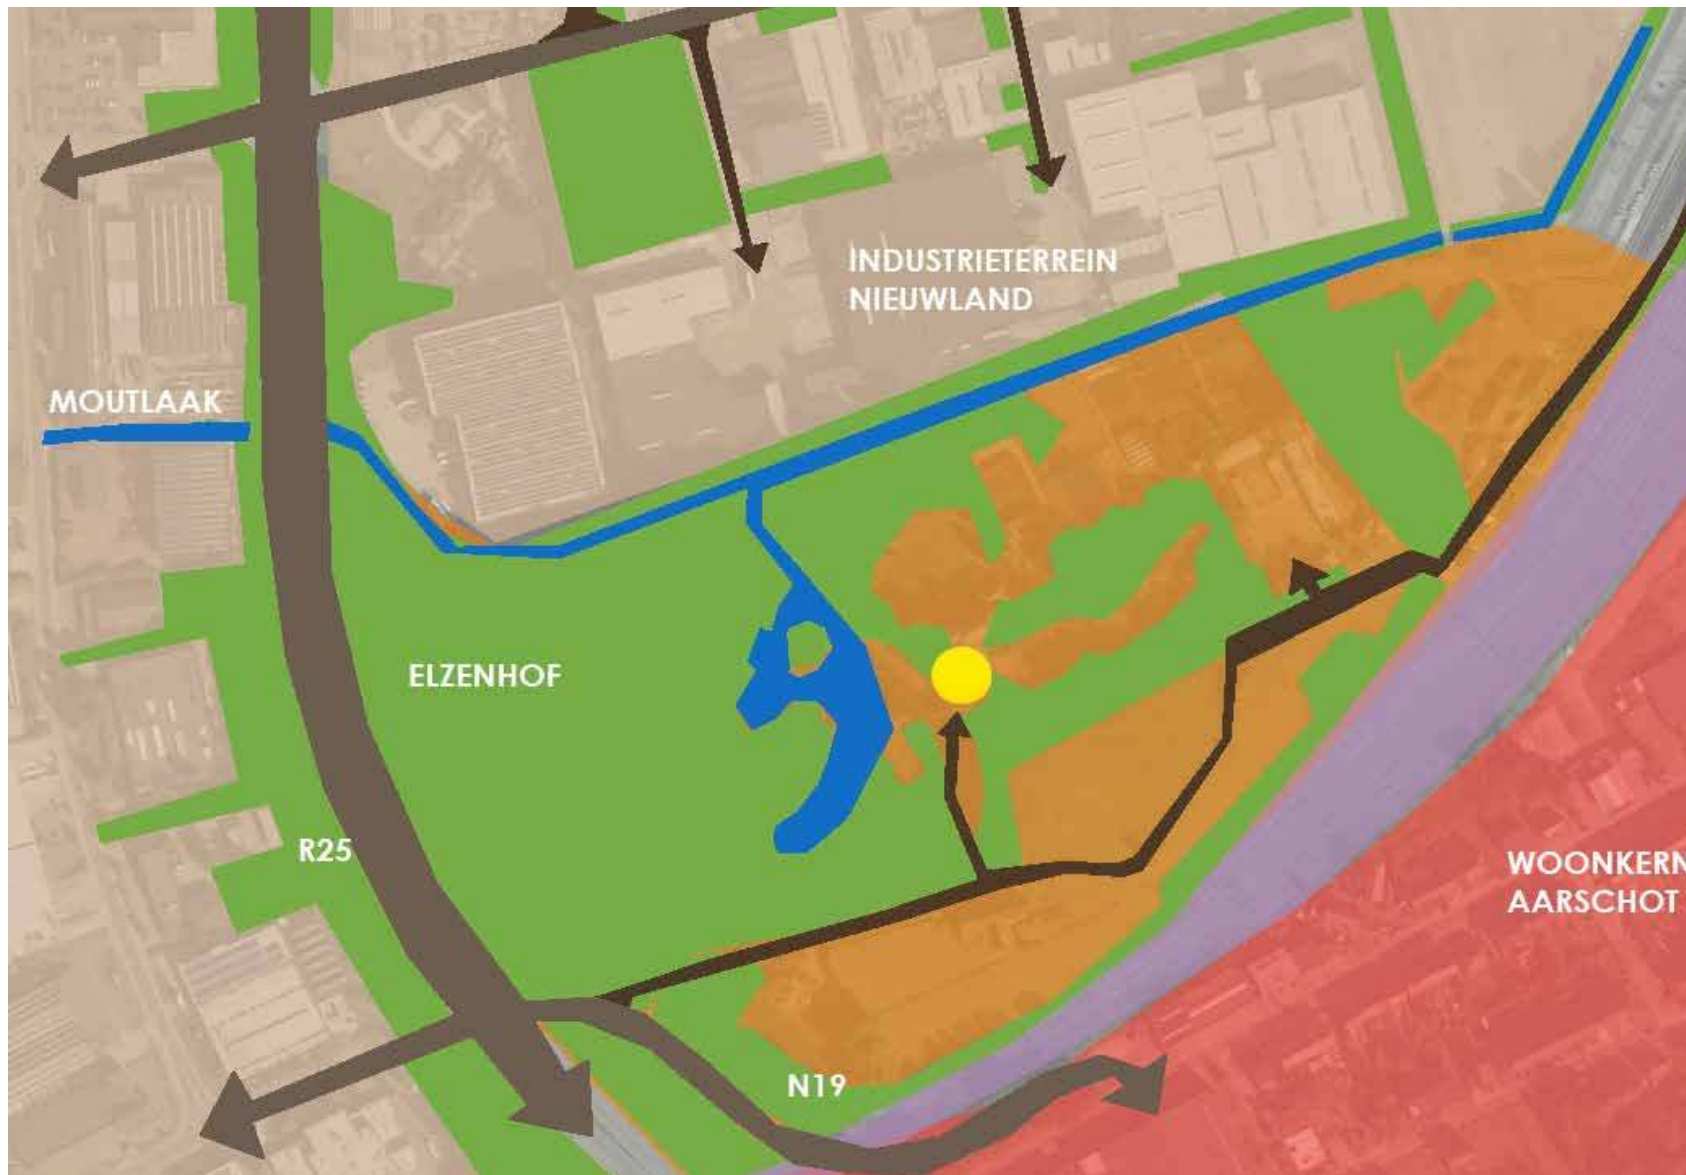 INDUSTRIETERREIN
NIEUWLAND
MOUTLAAK
ELZENHOF
R25
WOONKERN
AARSCHOT
N19